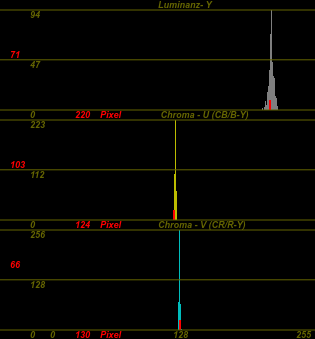 Luminanz- Y
94
71
47
0 220 Pixel Chroma - U (CB/B-Y)
223
103
112
0 124 Pixel Chroma - V (CR/R-Y)
256
66
128
0 0 130 Pixel 128 255